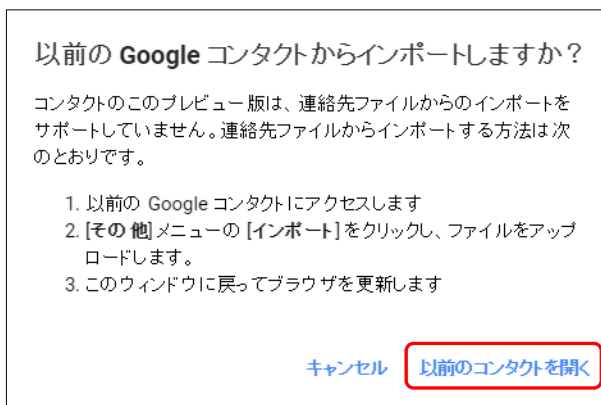 以前の Google コンタクトからインポートしますか？
コンタクトのこのプレビュー版は、連絡先ファイルからのインポートを
サポートしていません。連絡先ファイルからインポートする方法は次
のとおりです。
1. 以前の Google コンタクトにアクセスします
2. [その他]メニューの [インポート]をクリックし、ファイルをアップ
ロードします。
3. このウィンドウに戻ってブラウザを更新します
キャンセル 以前のコンタクトを開く